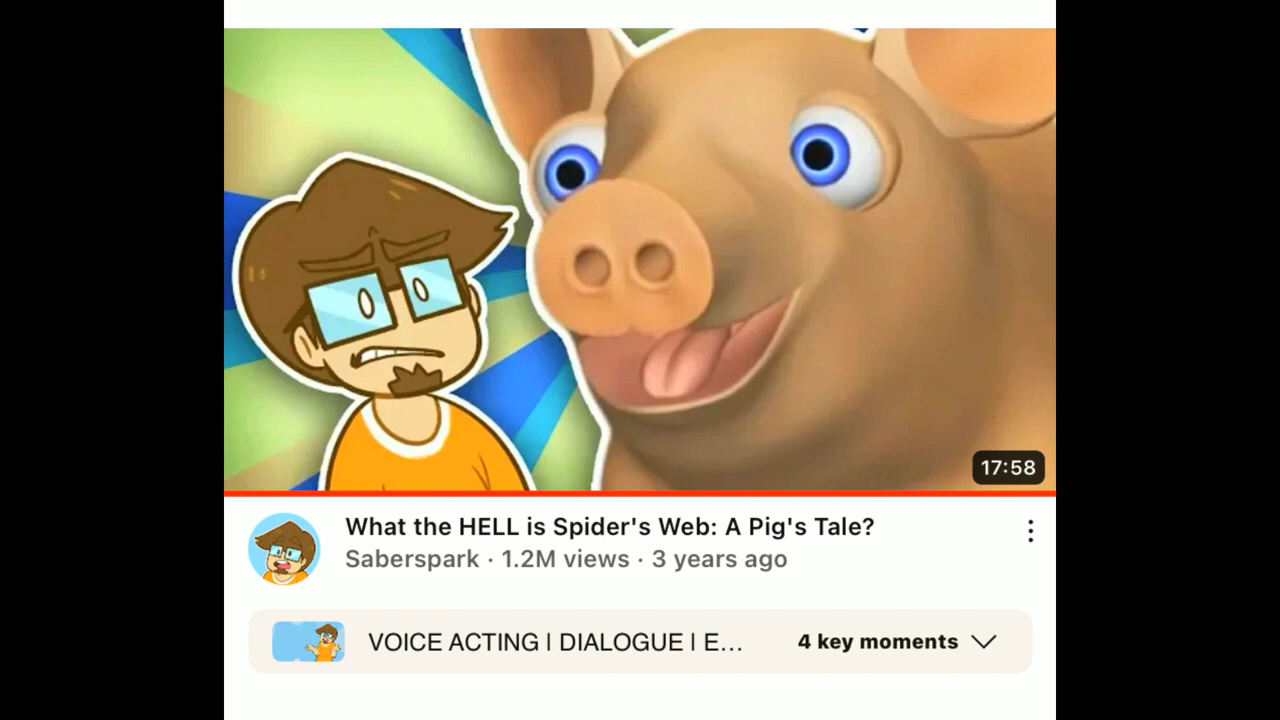 17:58
What the HELL is Spider's Web: A Pig's Tale?
Saberspark · 1.2M views · 3 years ago
VOICE ACTING | DIALOGUE | E... 4 key moments